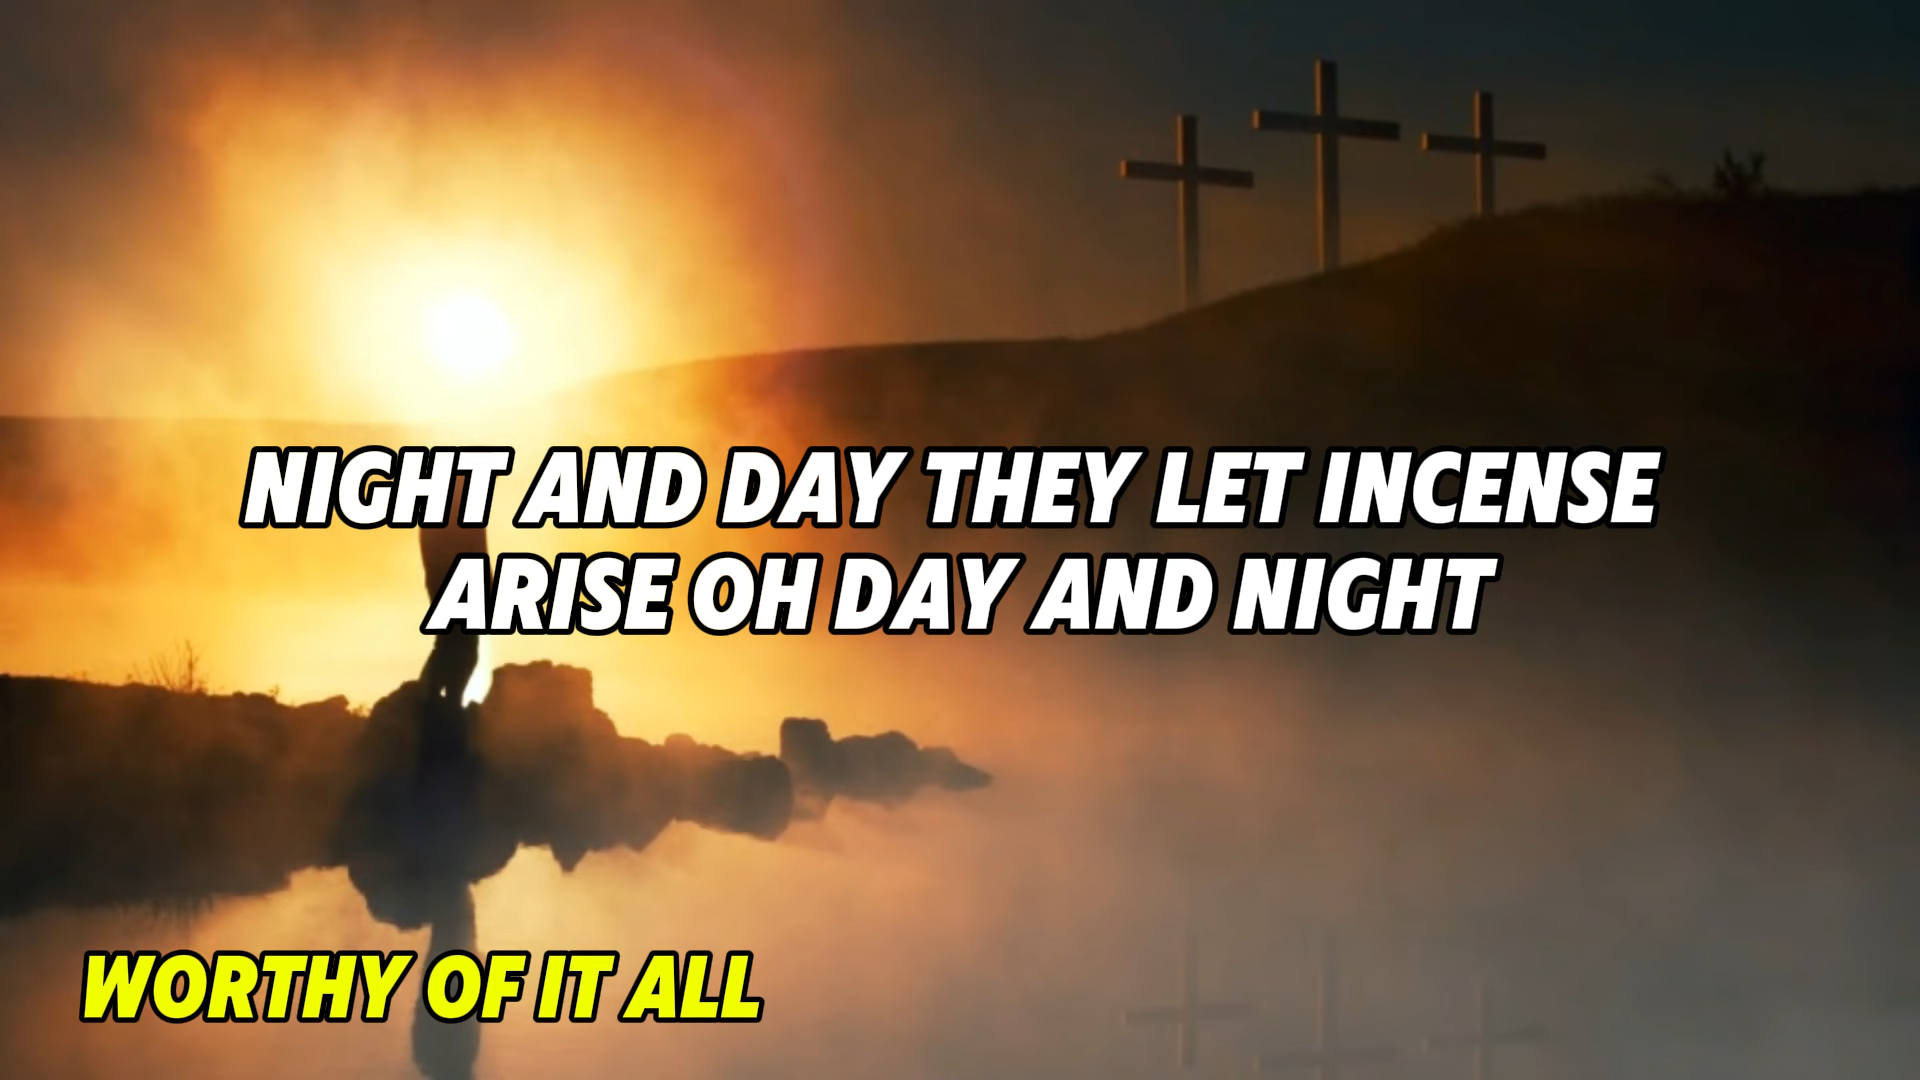 NIGHT AND DAY THEY LET INCENSE
ARISE OH DAY AND NIGHT
WORTHY OF IT ALL